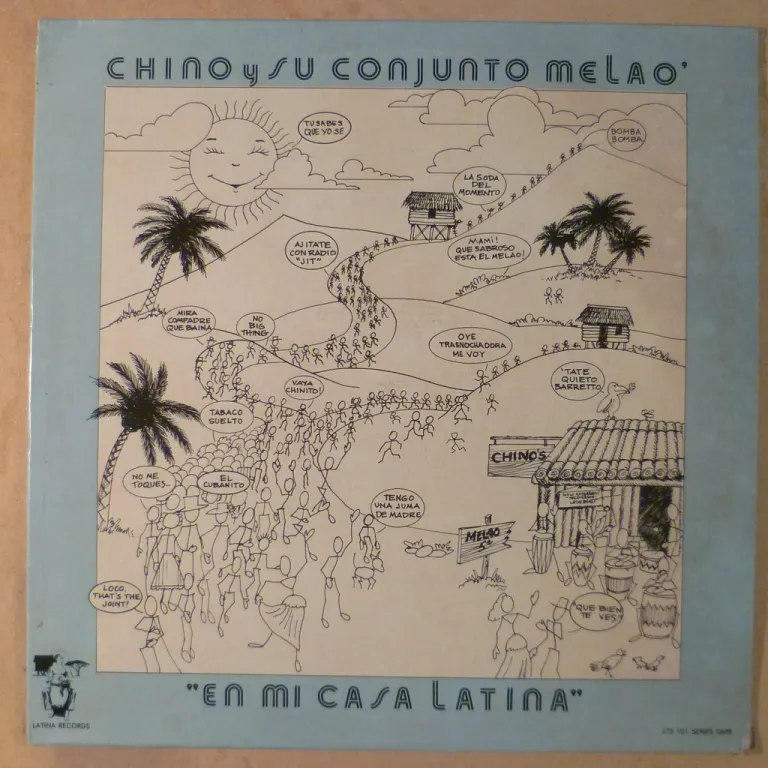 CHINO y SU CONJUNTO MELAO'
TU SABES
QUE YO SE
BOMBA
BOMBA
LA SODA
DEL
MOMENTO
AJITATE
CON RADIO
"JIT"
MAMI!
QUE SABROSO
ESTA EL MELAO!
MIRA
COMPADRE
QUE BAINA
NO
BIG
THING
OYE
TRASNOCHADORA
ME VOY
'TATE
QUIETO
BARRETTO
VAYA
CHINITO!
TABACO
SUELTO
CHINO'S
NO ME
TOQUES..
EL
CUBANITO
TENGO
UNA JUMA
DE MADRE
MELAO
5¢
LOCO,
THAT'S THE
JOINT!
"QUE BIEN
TE VES"
"EN MI CASA LATINA"
LATINA RECORDS